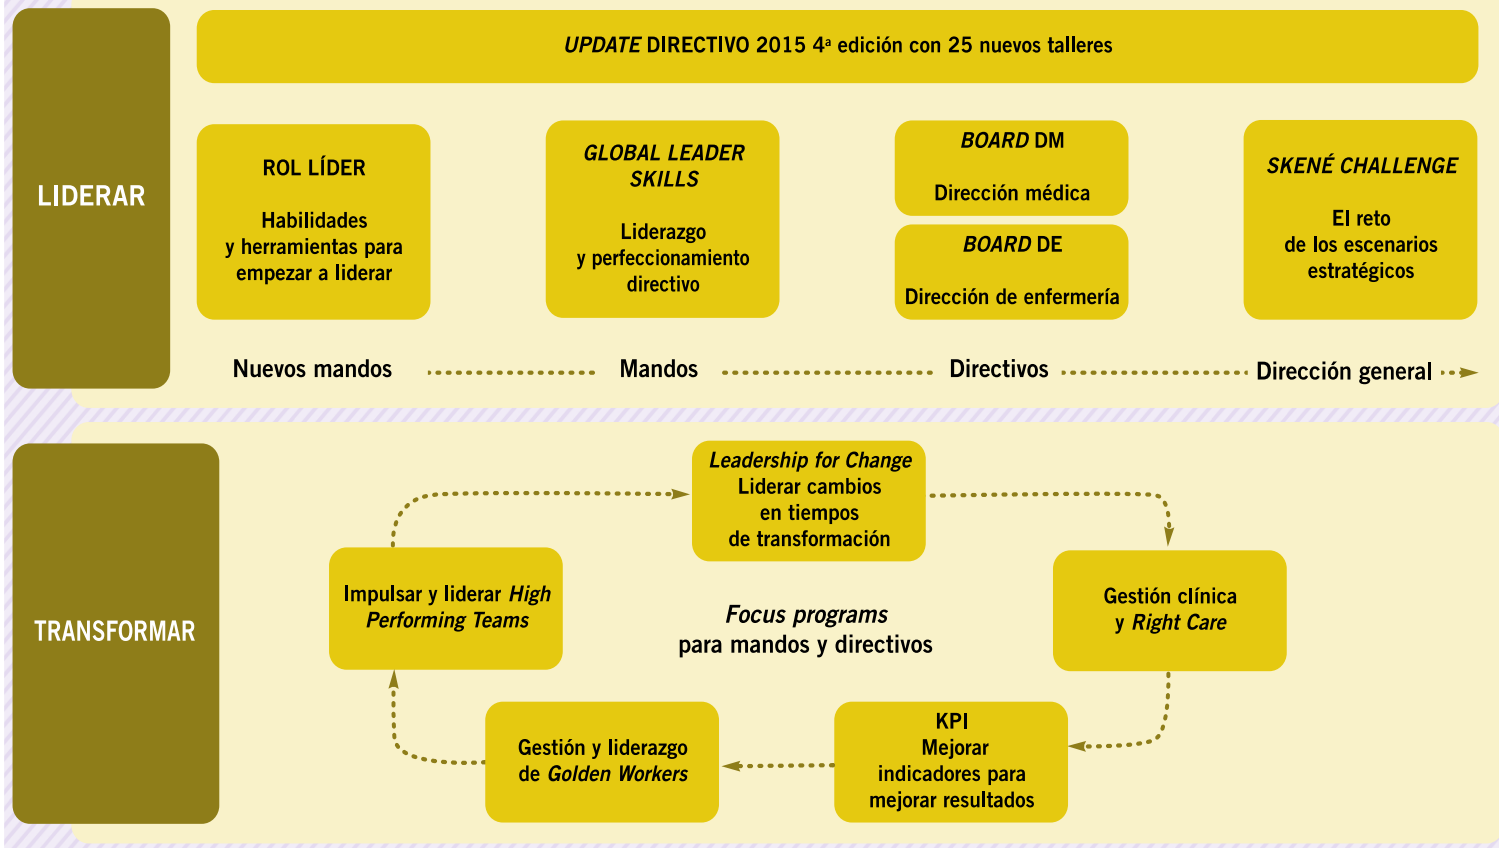 LIDERAR
UPDATE DIRECTIVO 2015 4ª edición con 25 nuevos talleres
ROL LÍDER
Habilidades
y herramientas para
empezar a liderar
GLOBAL LEADER
SKILLS
Liderazgo
y perfeccionamiento
directivo
BOARD DM
Dirección médica
BOARD DE
Dirección de enfermería
SKENÉ CHALLENGE
El reto
de los escenarios
estratégicos
Nuevos mandos
Mandos
Directivos
Dirección general
TRANSFORMAR
Leadership for Change
Liderar cambios
en tiempos
de transformación
Gestión clínica
y Right Care
KPI
Mejorar
indicadores para
mejorar resultados
Gestión y liderazgo
de Golden Workers
Impulsar y liderar High
Performing Teams
Focus programs
para mandos y directivos